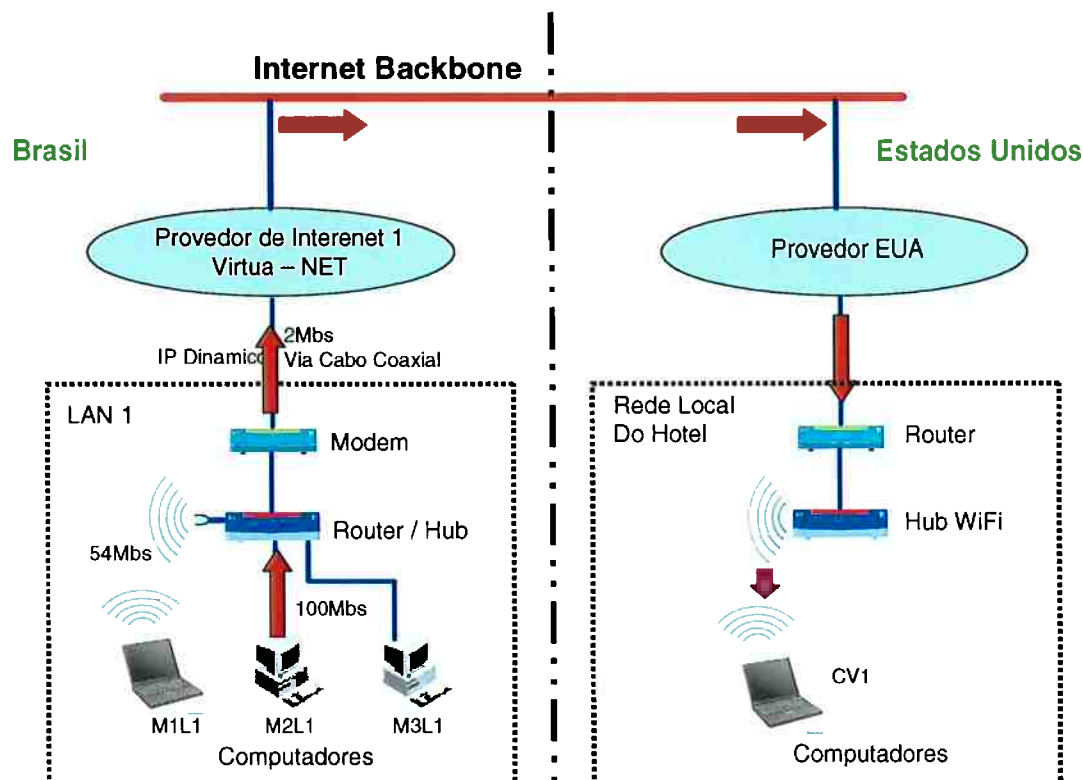 Internet Backbone
Brasil
Estados Unidos
Provedor de Interenet 1
Virtua – NET
Provedor EUA
IP Dinamico
2Mbs
Via Cabo Coaxial
LAN 1
Modem
Router / Hub
54Mbs
100Mbs
M1L1
M2L1
M3L1
Computadores
Rede Local
Do Hotel
Router
Hub WiFi
CV1
Computadores